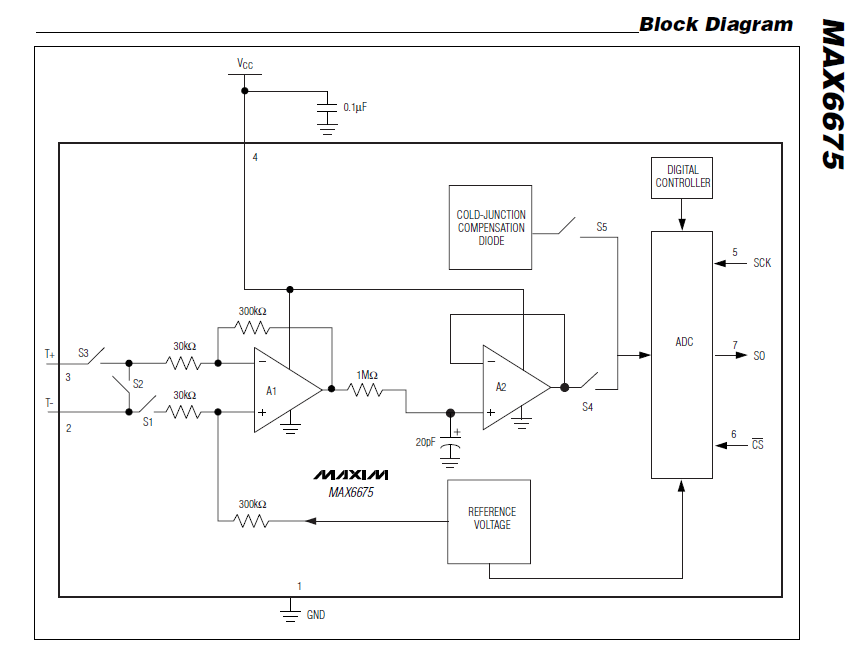 Block Diagram
MAX6675
VCC
0.1µF
4
DIGITAL
CONTROLLER
COLD-JUNCTION
COMPENSATION
DIODE
S5
5
SCK
300kΩ
30kΩ
T+
S3
3
S2
A1
1MΩ
A2
ADC
7
SO
30kΩ
T-
S1
2
S4
20pF
6
CS
MAXIM
MAX6675
300kΩ
REFERENCE
VOLTAGE
1
GND